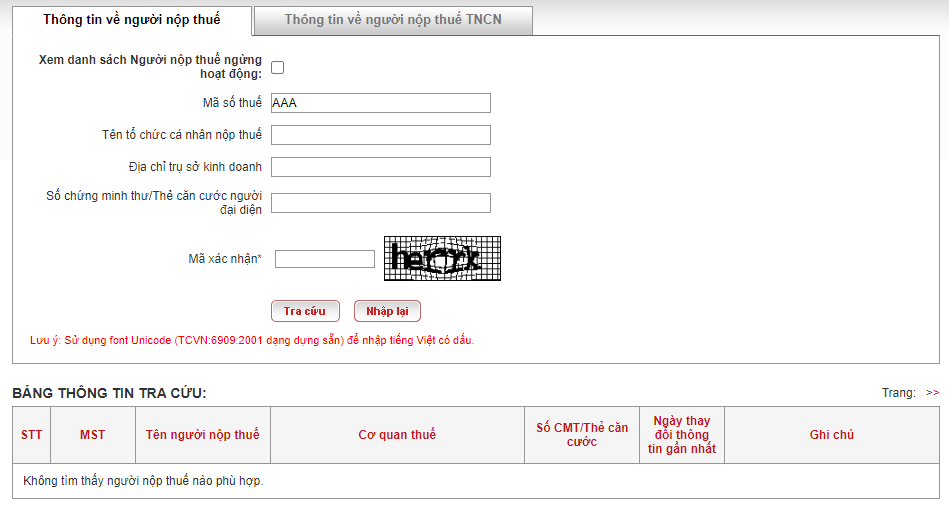 Thông tin về người nộp thuế
Thông tin về người nộp thuế TNCN
Xem danh sách Người nộp thuế ngừng
hoạt động:
Mã số thuế
AAA
Tên tổ chức cá nhân nộp thuế
Địa chỉ trụ sở kinh doanh
Số chứng minh thư/Thẻ căn cước người
đại diện
Mã xác nhận*
Tra cứu
Nhập lại
Lưu ý: Sử dụng font Unicode (TCVN:6909:2001 dạng dựng sẵn) để nhập tiếng Việt có dấu.
BẢNG THÔNG TIN TRA CỨU:
Trang: >>
STT
MST
Tên người nộp thuế
Cơ quan thuế
Số CMT/Thẻ căn
cước
Ngày thay
đổi thông
tin gần nhất
Ghi chú
Không tìm thấy người nộp thuế nào phù hợp.